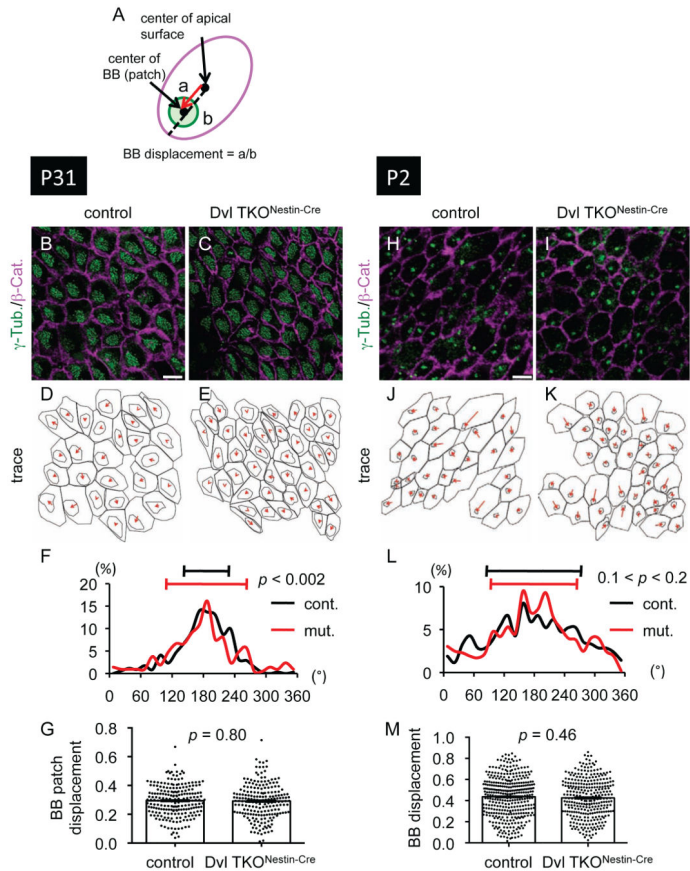 A
center of apical
surface
center of
BB (patch)
a
b
BB displacement = a/b
P31
P2
control
Dvl TKO^Nestin-Cre
control
Dvl TKO^Nestin-Cre
γ-Tub./β-Cat.
B
C
γ-Tub./β-Cat.
H
I
trace
D
E
trace
J
K
F
(%)
p < 0.002
20
15
10
5
0
cont.
mut.
0 60 120 180 240 300 360
(°)
L
(%)
0.1 < p < 0.2
10
5
0
cont.
mut.
0 60 120 180 240 300 360
(°)
G
p = 0.80
BB patch
displacement
0.8
0.6
0.4
0.2
0.0
control Dvl TKO^Nestin-Cre
M
p = 0.46
BB displacement
1.0
0.8
0.6
0.4
0.2
0.0
control Dvl TKO^Nestin-Cre